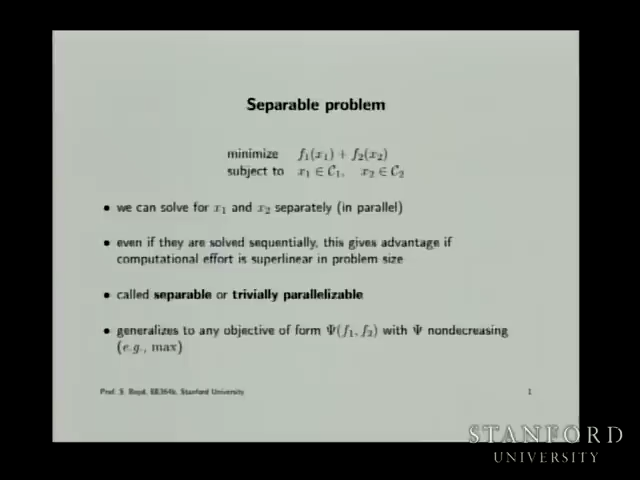 Separable problem
minimize f₁(x₁) + f₂(x₂)
subject to x₁ ∈ C₁, x₂ ∈ C₂
• we can solve for x₁ and x₂ separately (in parallel)
• even if they are solved sequentially, this gives advantage if
computational effort is superlinear in problem size
• called separable or trivially parallelizable
• generalizes to any objective of form Ψ(f₁, f₂) with Ψ nondecreasing
(e.g., max)
Prof. S. Boyd, EE364b, Stanford University 1
STANFORD
UNIVERSITY